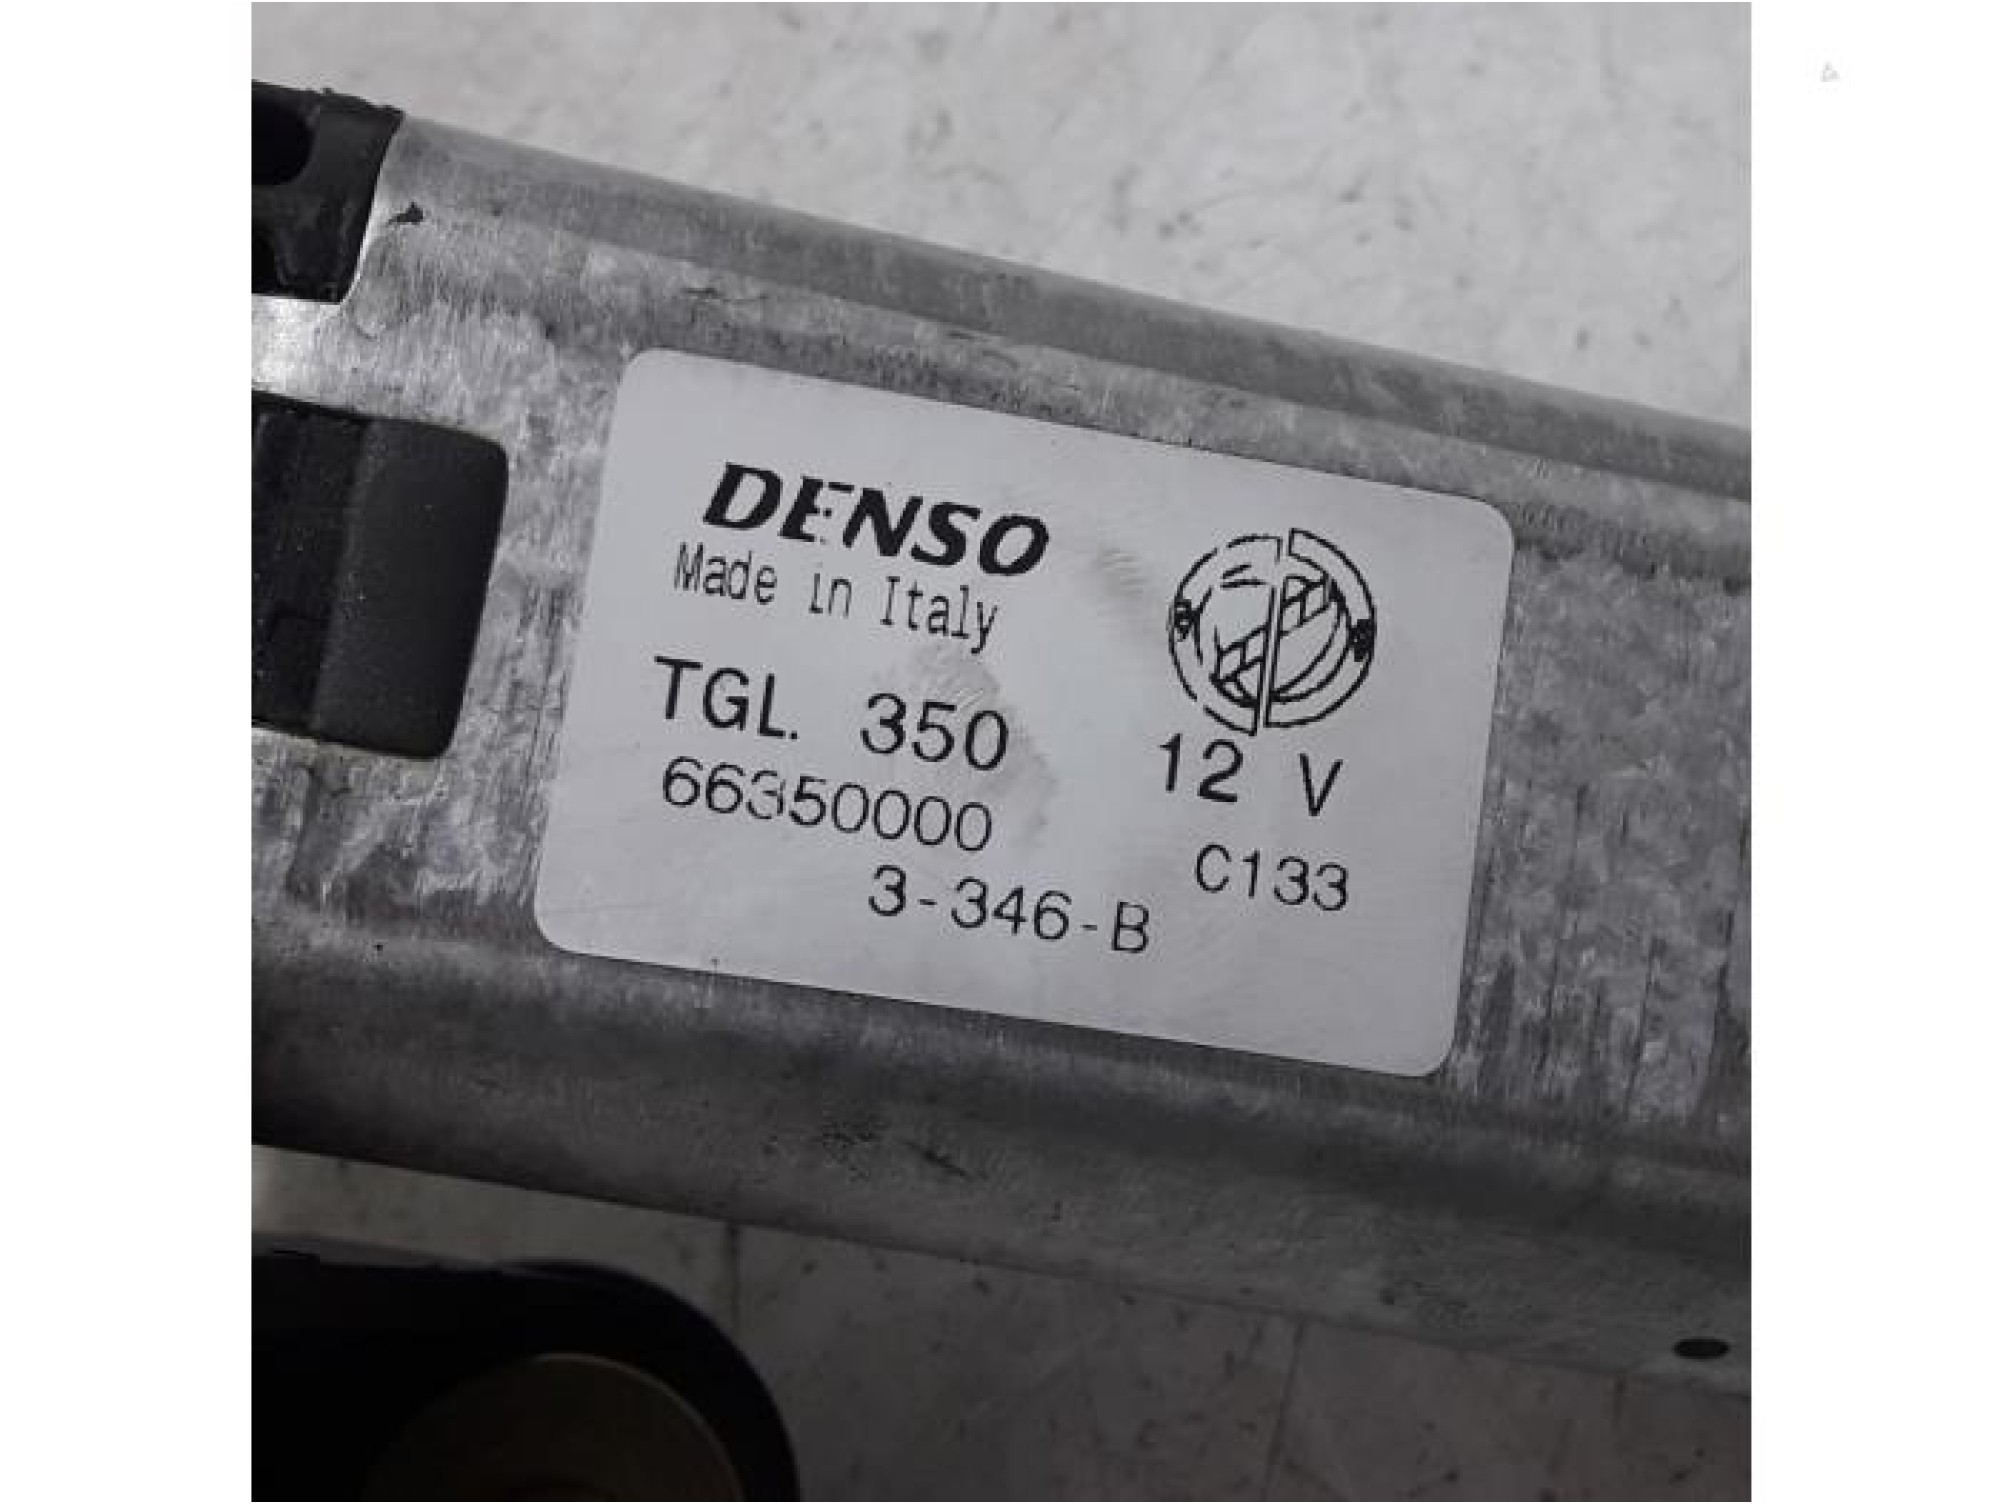 DENSO
Made in Italy
TGL. 350
12 V
66350000
C133
3-346-B